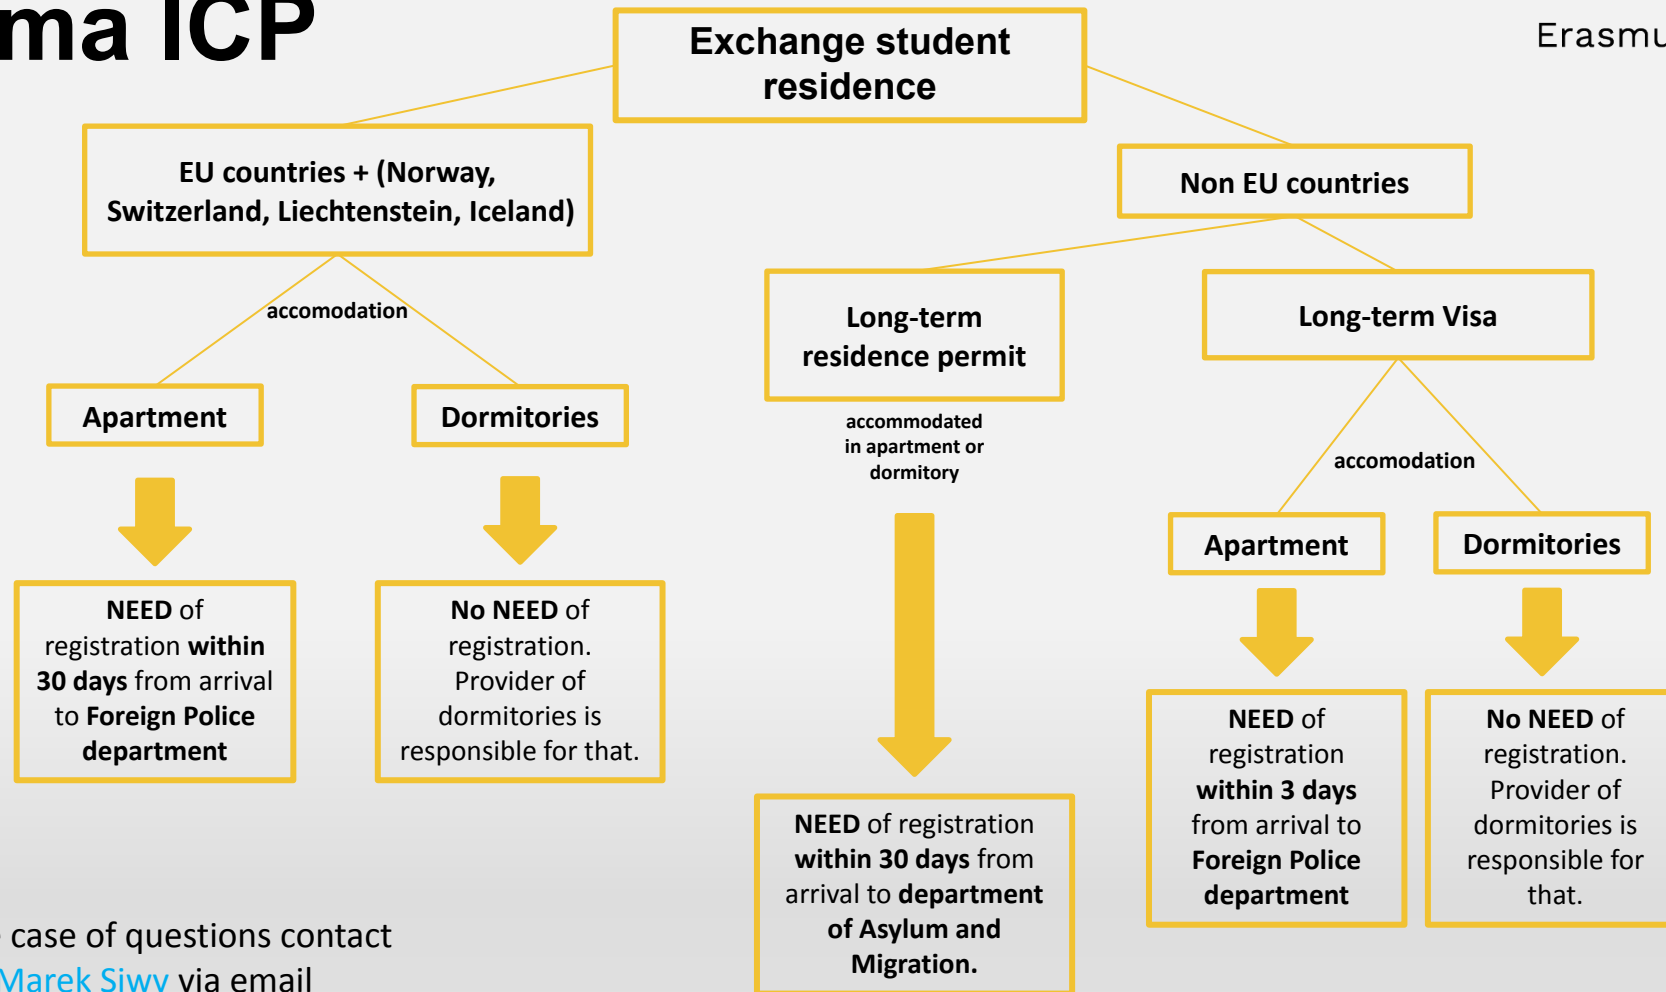 ma ICP
Exchange student
residence
Erasmu
EU countries + (Norway,
Switzerland, Liechtenstein, Iceland)
Non EU countries
accomodation
Long-term
residence permit
Long-term Visa
Apartment
Dormitories
accommodated
in apartment or
dormitory
accomodation
Apartment
Dormitories
NEED of
registration within
30 days from arrival
to Foreign Police
department
No NEED of
registration.
Provider of
dormitories is
responsible for that.
NEED of registration
within 30 days from
arrival to department
of Asylum and
Migration.
NEED of
registration
within 3 days
from arrival to
Foreign Police
department
No NEED of
registration.
Provider of
dormitories is
responsible for
that.
case of questions contact
Marek Siwy via email